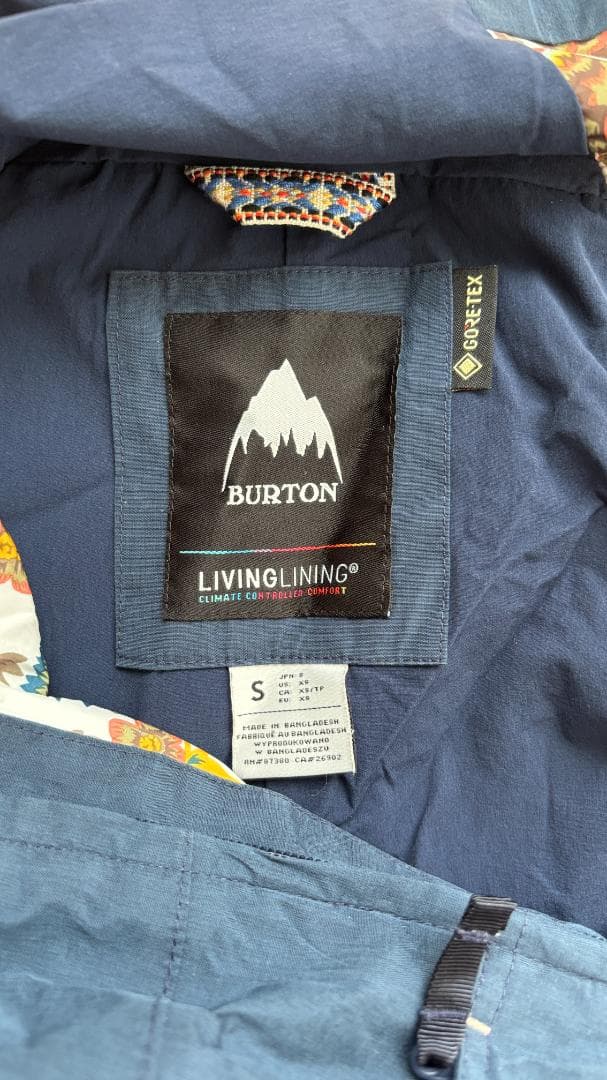 GORE-TEX
BURTON
LIVINGLINING®
CLIMATE CONTROLLED COMFORT
S
JPN: S
US: XS
CA: XS/TP
EU: XS
MADE IN BANGLADESH
FABRIQUÉ AU BANGLADESH
WYPRODUKOWANO
W BANGLADESZU
RN#87380 CA#26902